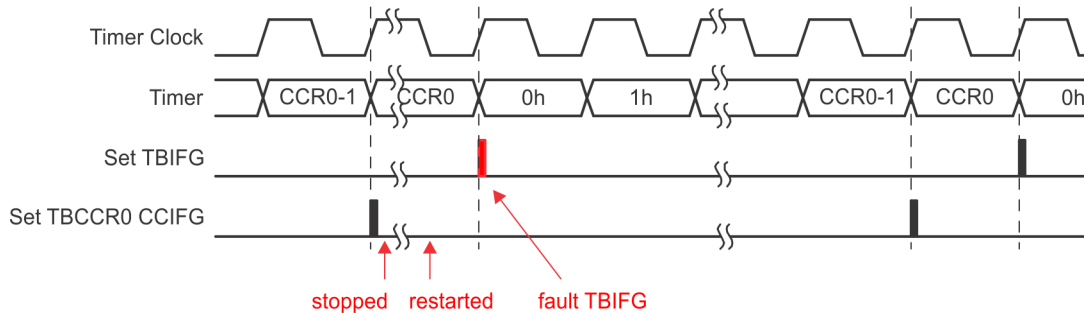 Timer Clock
Timer CCR0-1 CCR0 0h 1h CCR0-1 CCR0 0h
Set TBIFG
Set TBCCR0 CCIFG
stopped restarted fault TBIFG